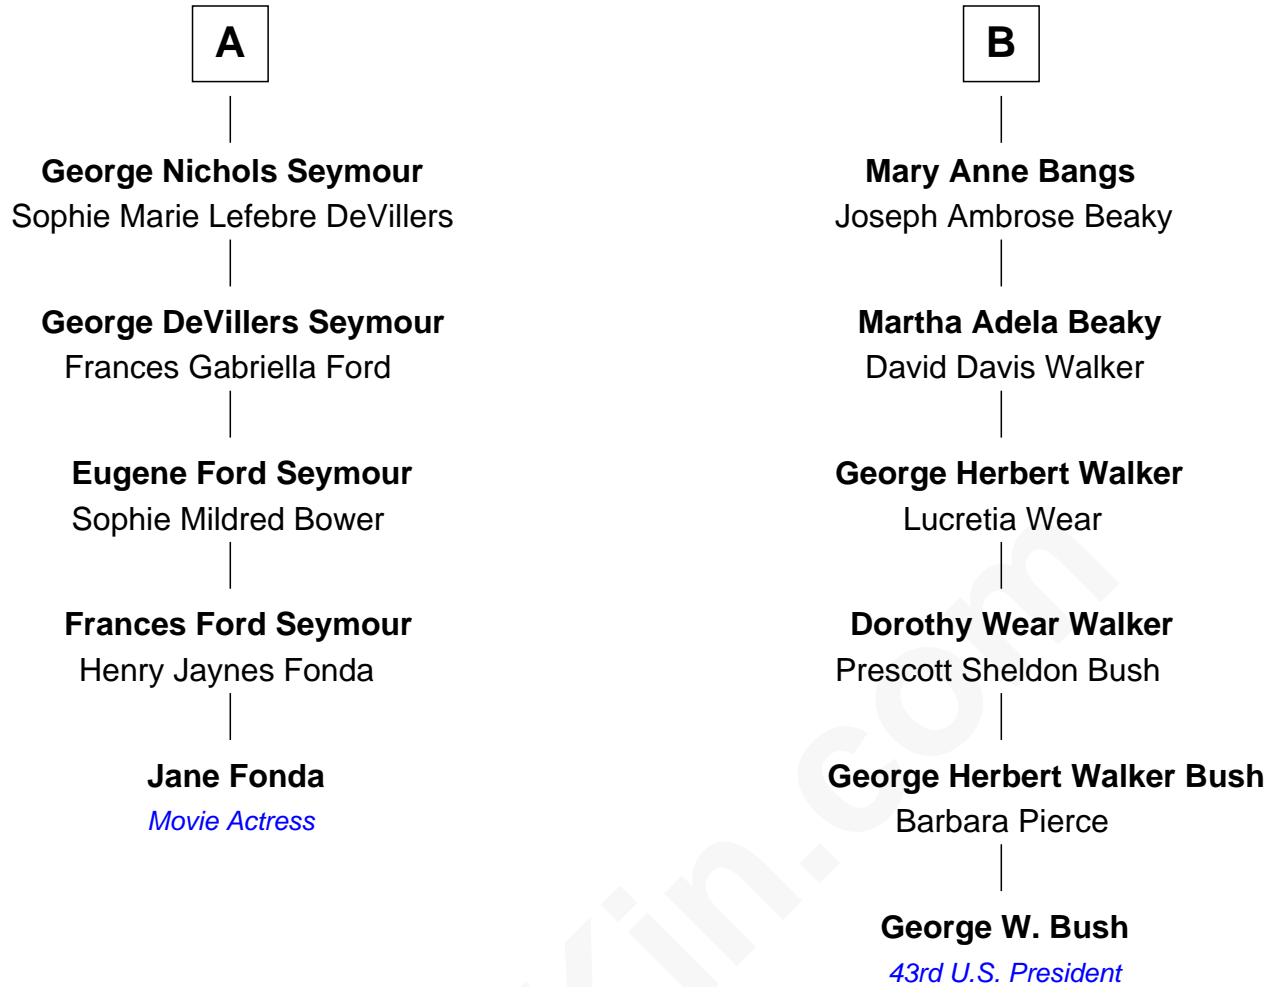 A
George Nichols Seymour
Sophie Marie Lefebre DeVillers
George DeVillers Seymour
Frances Gabriella Ford
Eugene Ford Seymour
Sophie Mildred Bower
Frances Ford Seymour
Henry Jaynes Fonda
Jane Fonda
Movie Actress
B
Mary Anne Bangs
Joseph Ambrose Beaky
Martha Adela Beaky
David Davis Walker
George Herbert Walker
Lucretia Wear
Dorothy Wear Walker
Prescott Sheldon Bush
George Herbert Walker Bush
Barbara Pierce
George W. Bush
43rd U.S. President
Kin.com